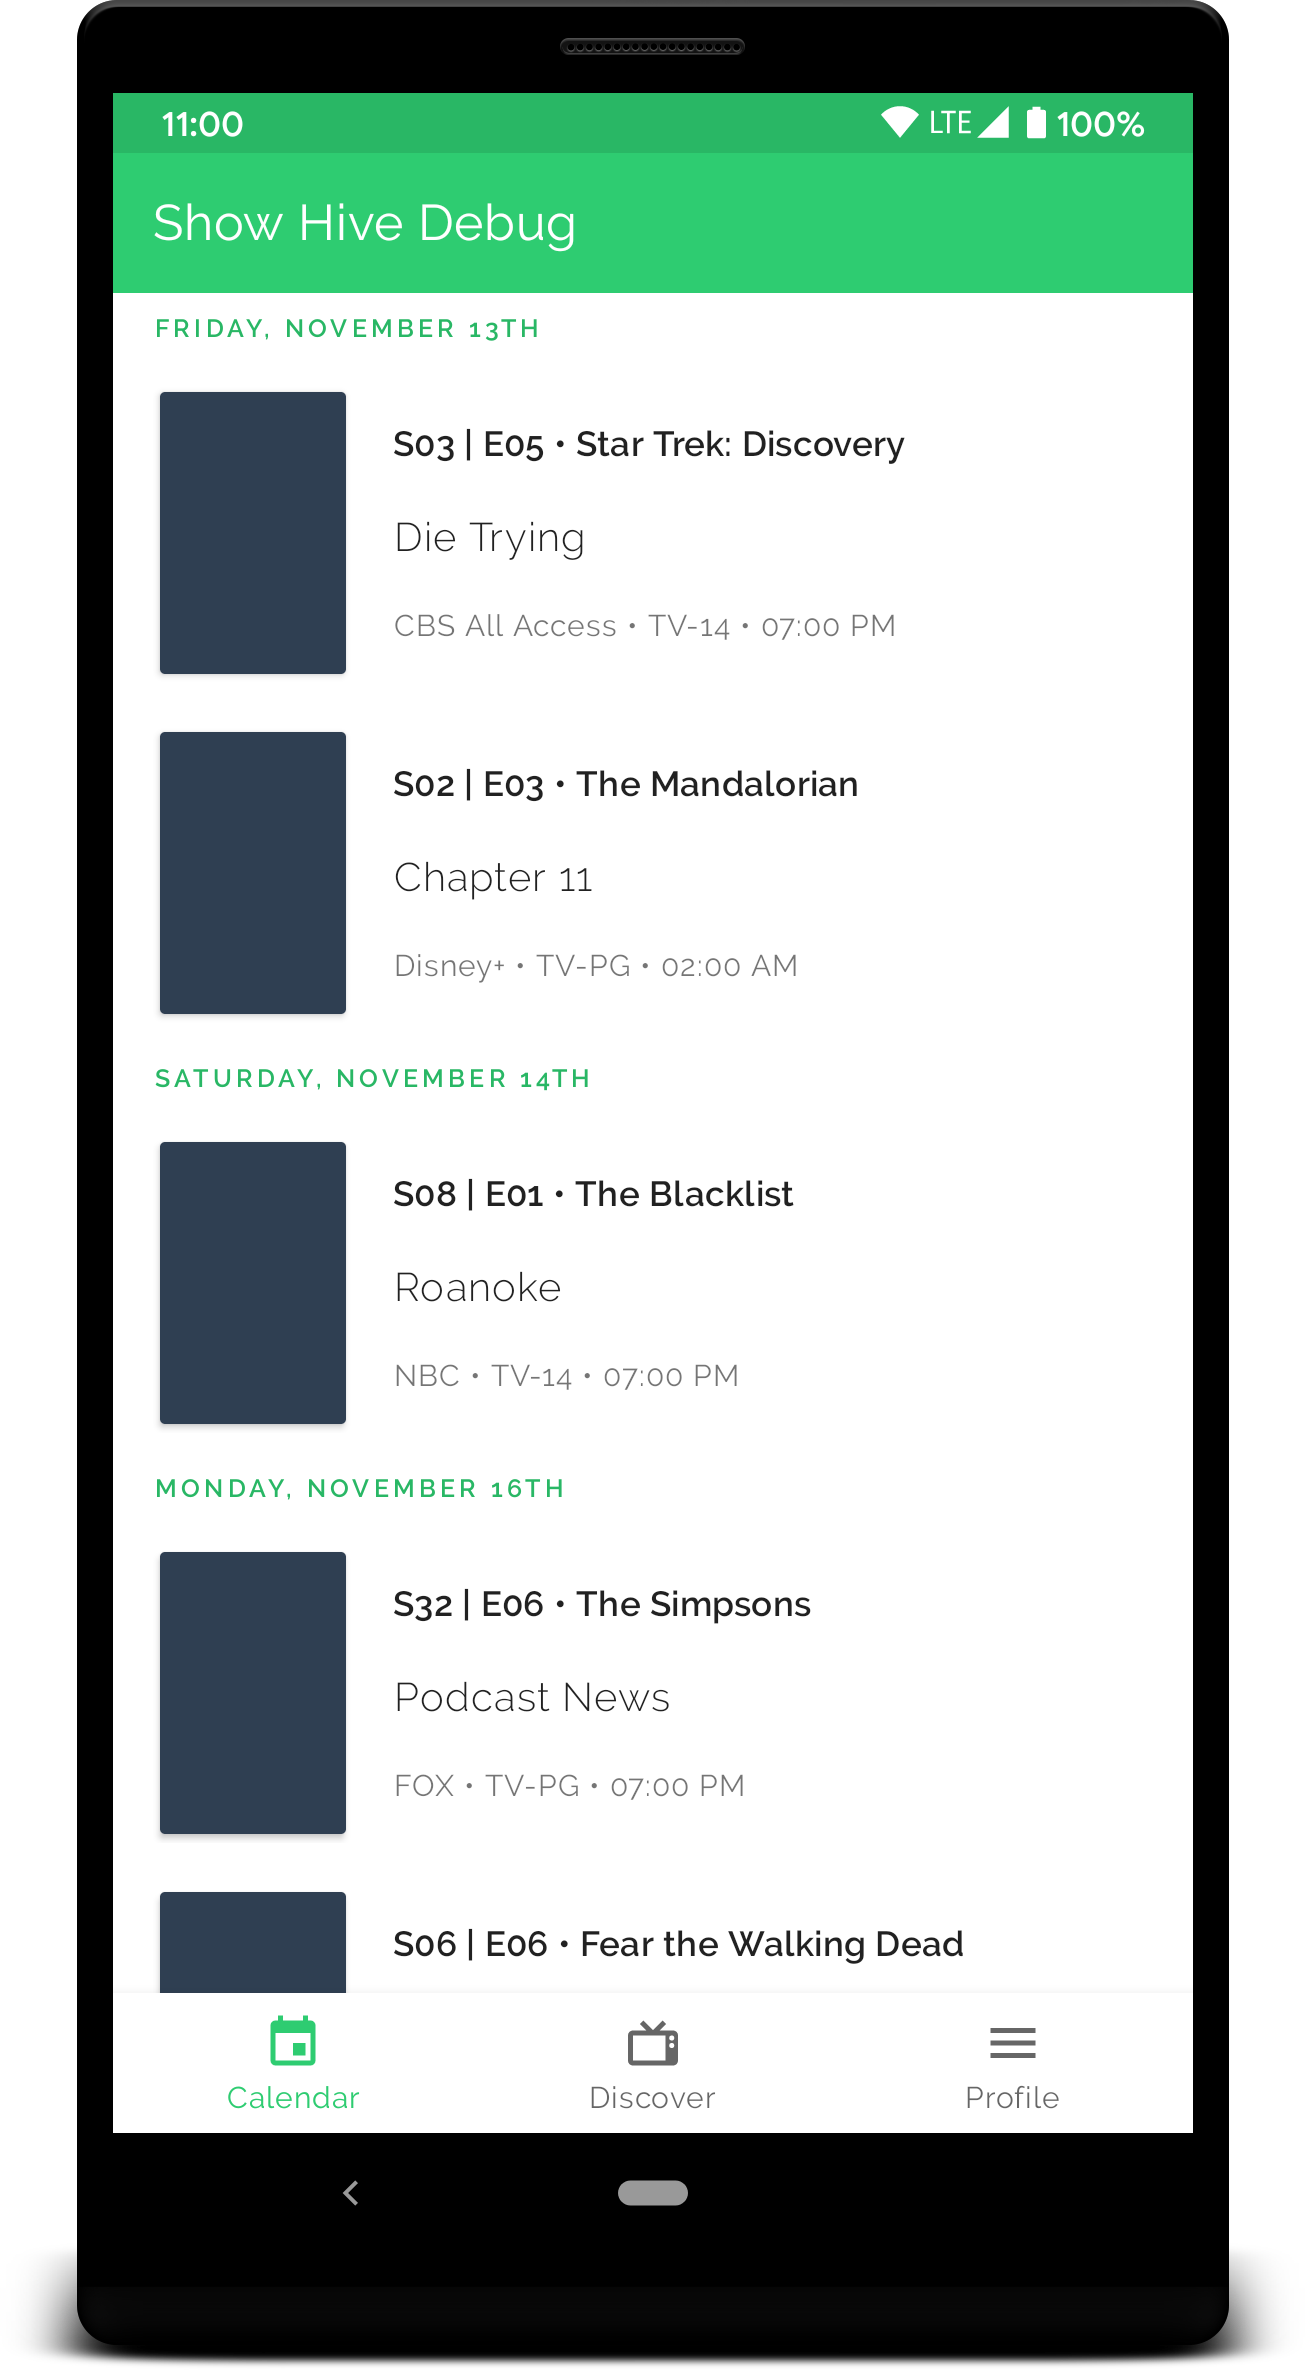 11:00 LTE 100%
Show Hive Debug
FRIDAY, NOVEMBER 13TH
S03 | E05 • Star Trek: Discovery
Die Trying
CBS All Access • TV-14 • 07:00 PM
S02 | E03 • The Mandalorian
Chapter 11
Disney+ • TV-PG • 02:00 AM
SATURDAY, NOVEMBER 14TH
S08 | E01 • The Blacklist
Roanoke
NBC • TV-14 • 07:00 PM
MONDAY, NOVEMBER 16TH
S32 | E06 • The Simpsons
Podcast News
FOX • TV-PG • 07:00 PM
S06 | E06 • Fear the Walking Dead
Calendar Discover Profile